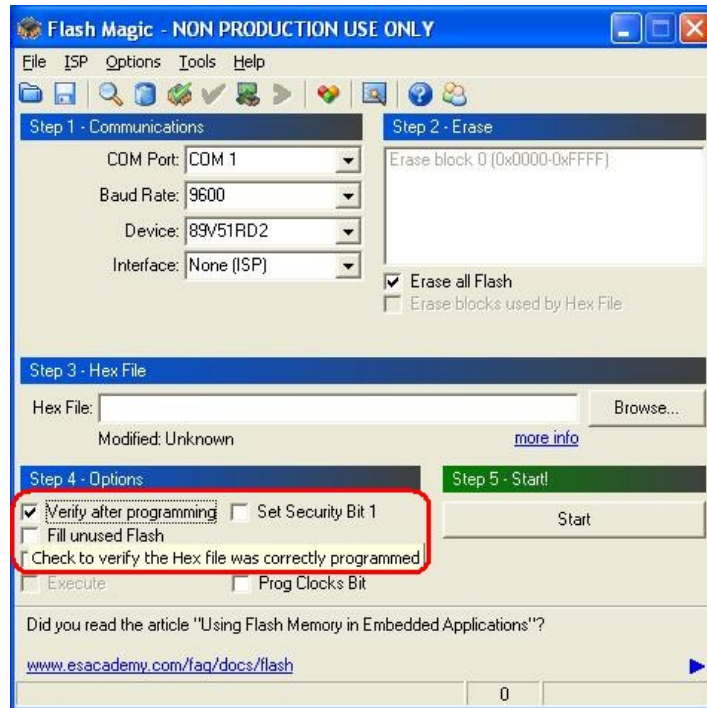 Flash Magic - NON PRODUCTION USE ONLY
File ISP Options Tools Help
Step 1 - Communications
COM Port: COM 1
Baud Rate: 9600
Device: 89V51RD2
Interface: None (ISP)
Step 2 - Erase
Erase block 0 (0x0000-0xFFFF)
Erase all Flash
Erase blocks used by Hex File
Step 3 - Hex File
Hex File: Browse...
Modified: Unknown more info
Step 4 - Options
Verify after programming Set Security Bit 1
Fill unused Flash
Check to verify the Hex file was correctly programmed
Execute Prog Clocks Bit
Step 5 - Start!
Start
Did you read the article "Using Flash Memory in Embedded Applications"?
www.esacademy.com/faq/docs/flash
0